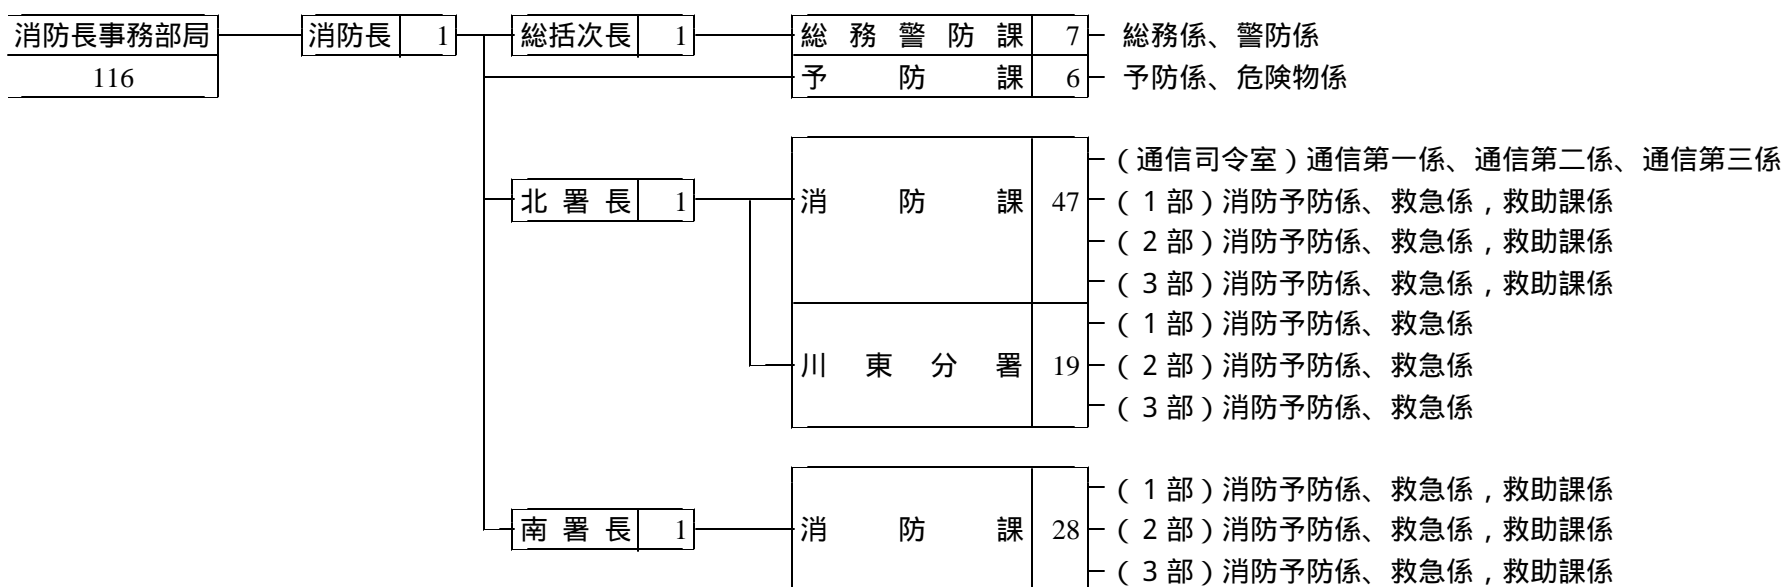 消防長事務部局 消防長 1 総括次長 1 総務警防課 7 総務係、警防係
116 予防課 6 予防係、危険物係
(通信司令室)通信第一係、通信第二係、通信第三係
北署長 1 消防課 47 (1部)消防予防係、救急係,救助課係
(2部)消防予防係、救急係,救助課係
(3部)消防予防係、救急係,救助課係
(1部)消防予防係、救急係
川東分署 19 (2部)消防予防係、救急係
(3部)消防予防係、救急係
(1部)消防予防係、救急係,救助課係
南署長 1 消防課 28 (2部)消防予防係、救急係,救助課係
(3部)消防予防係、救急係,救助課係